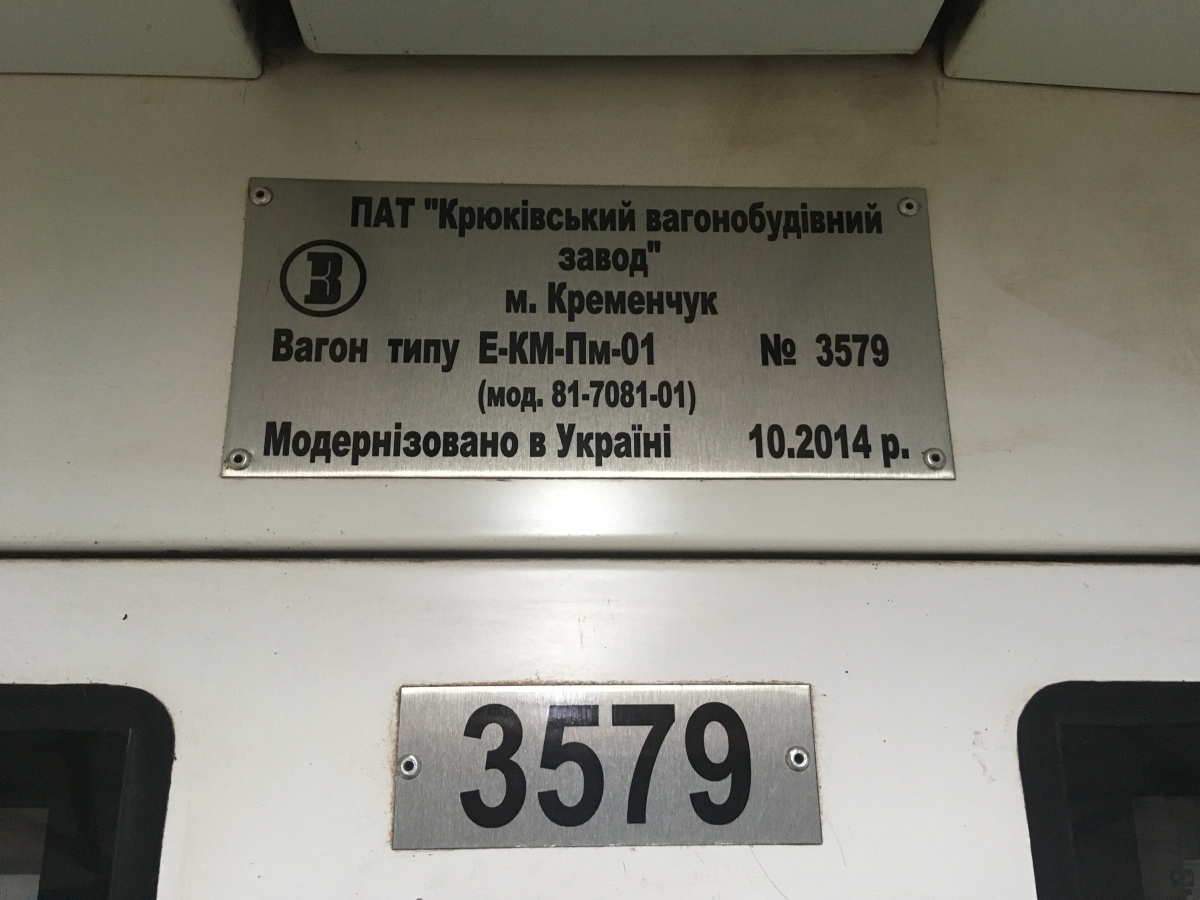 ПАТ "Крюківський вагонобудівний
завод"
В
м. Кременчук
Вагон типу Е-КМ-Пм-01 № 3579
(мод. 81-7081-01)
Модернізовано в Україні 10.2014 р.
3579